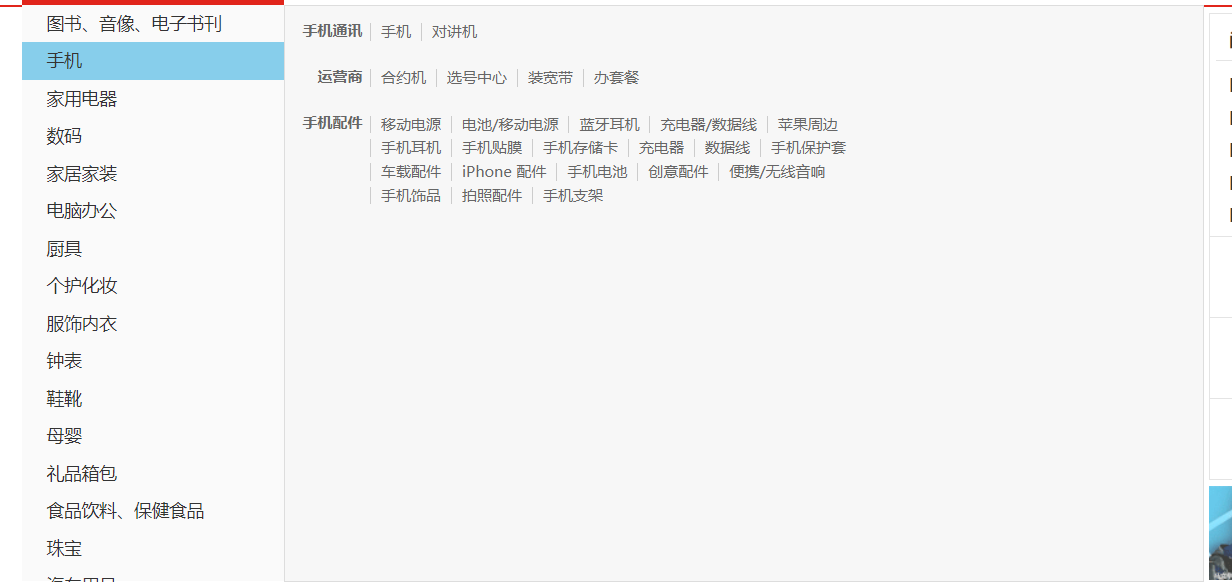 图书、音像、电子书刊
手机
家用电器
数码
家居家装
电脑办公
厨具
个护化妆
服饰内衣
钟表
鞋靴
母婴
礼品箱包
食品饮料、保健食品
珠宝
汽车用品
手机通讯 手机 对讲机
运营商 合约机 选号中心 装宽带 办套餐
手机配件 移动电源 电池/移动电源 蓝牙耳机 充电器/数据线 苹果周边
手机耳机 手机贴膜 手机存储卡 充电器 数据线 手机保护套
车载配件 iPhone 配件 手机电池 创意配件 便携/无线音响
手机饰品 拍照配件 手机支架